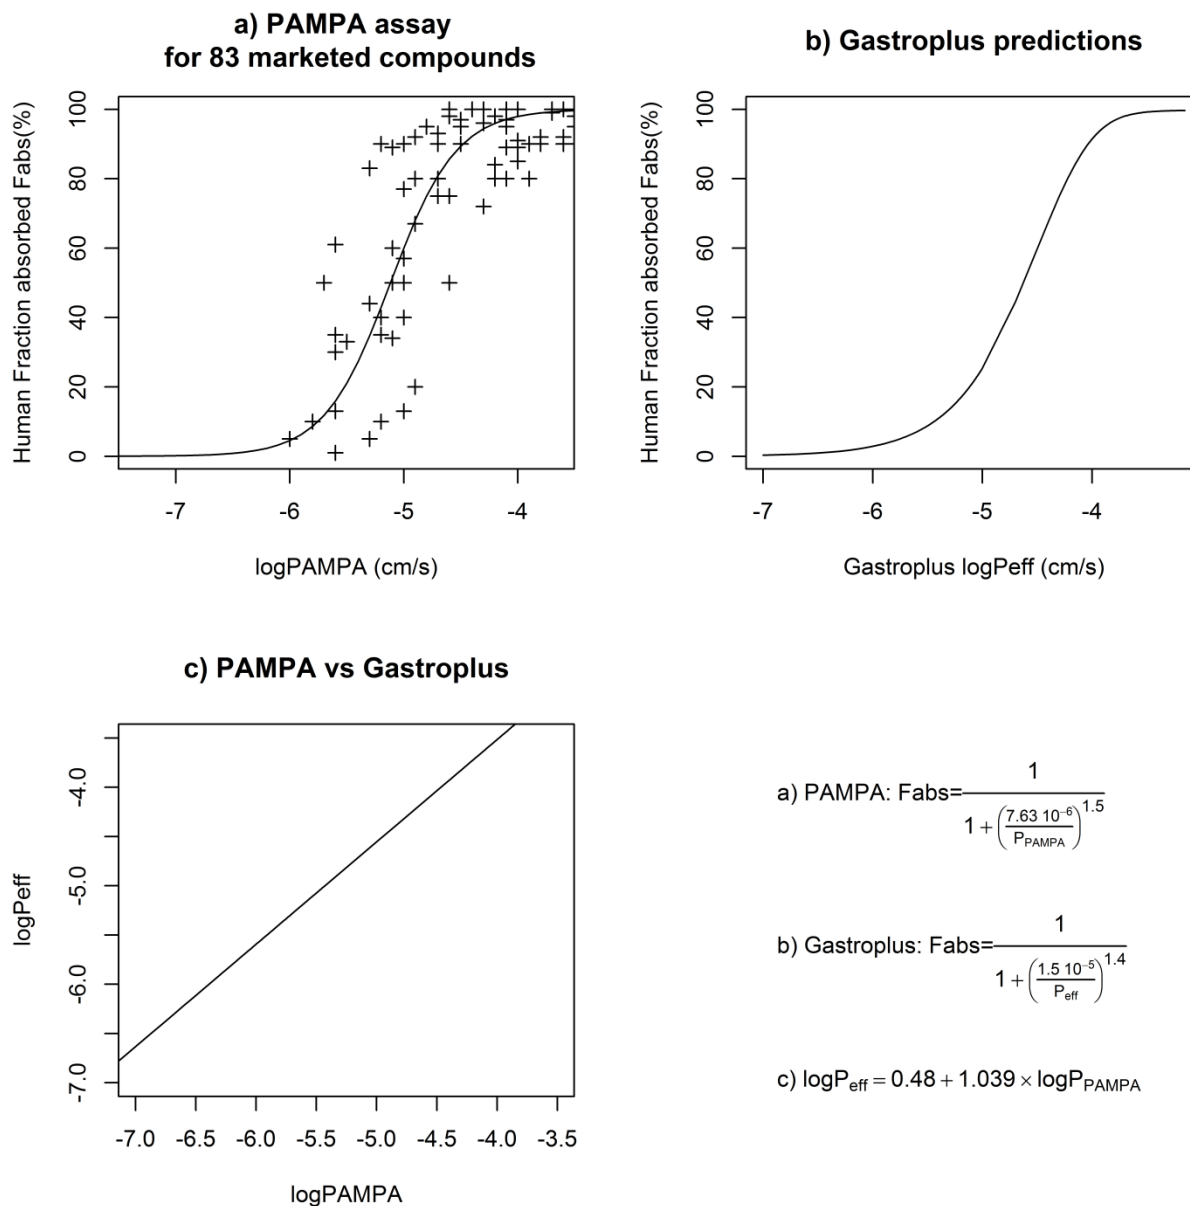 a) PAMPA assay
for 83 marketed compounds
Human Fraction absorbed Fabs(%)
100
80
60
40
20
0
-7
-6
-5
-4
logPAMPA (cm/s)
b) Gastroplus predictions
Human Fraction absorbed Fabs(%)
100
80
60
40
20
0
-7
-6
-5
-4
Gastroplus logPeff (cm/s)
c) PAMPA vs Gastroplus
logPeff
-4.0
-5.0
-6.0
-7.0
-7.0
-6.5
-6.0
-5.5
-5.0
-4.5
-4.0
-3.5
logPAMPA
a) PAMPA: Fabs= 1 / 1 + (7.63 10⁻⁶ / P_PAMPA)^1.5
b) Gastroplus: Fabs= 1 / 1 + (1.5 10⁻⁵ / P_eff)^1.4
c) logP_eff = 0.48 + 1.039 × logP_PAMPA